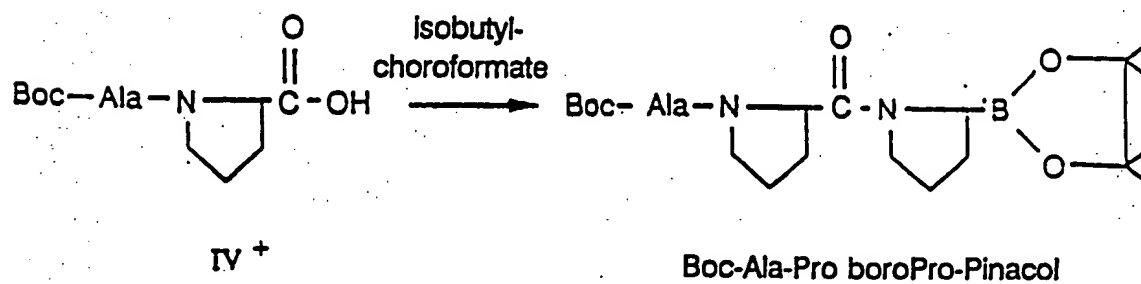 isobutyl-
choroformate
O
Boc-Ala-N C-OH
O
Boc-Ala-N C-N B O O
IV +
Boc-Ala-Pro boroPro-Pinacol